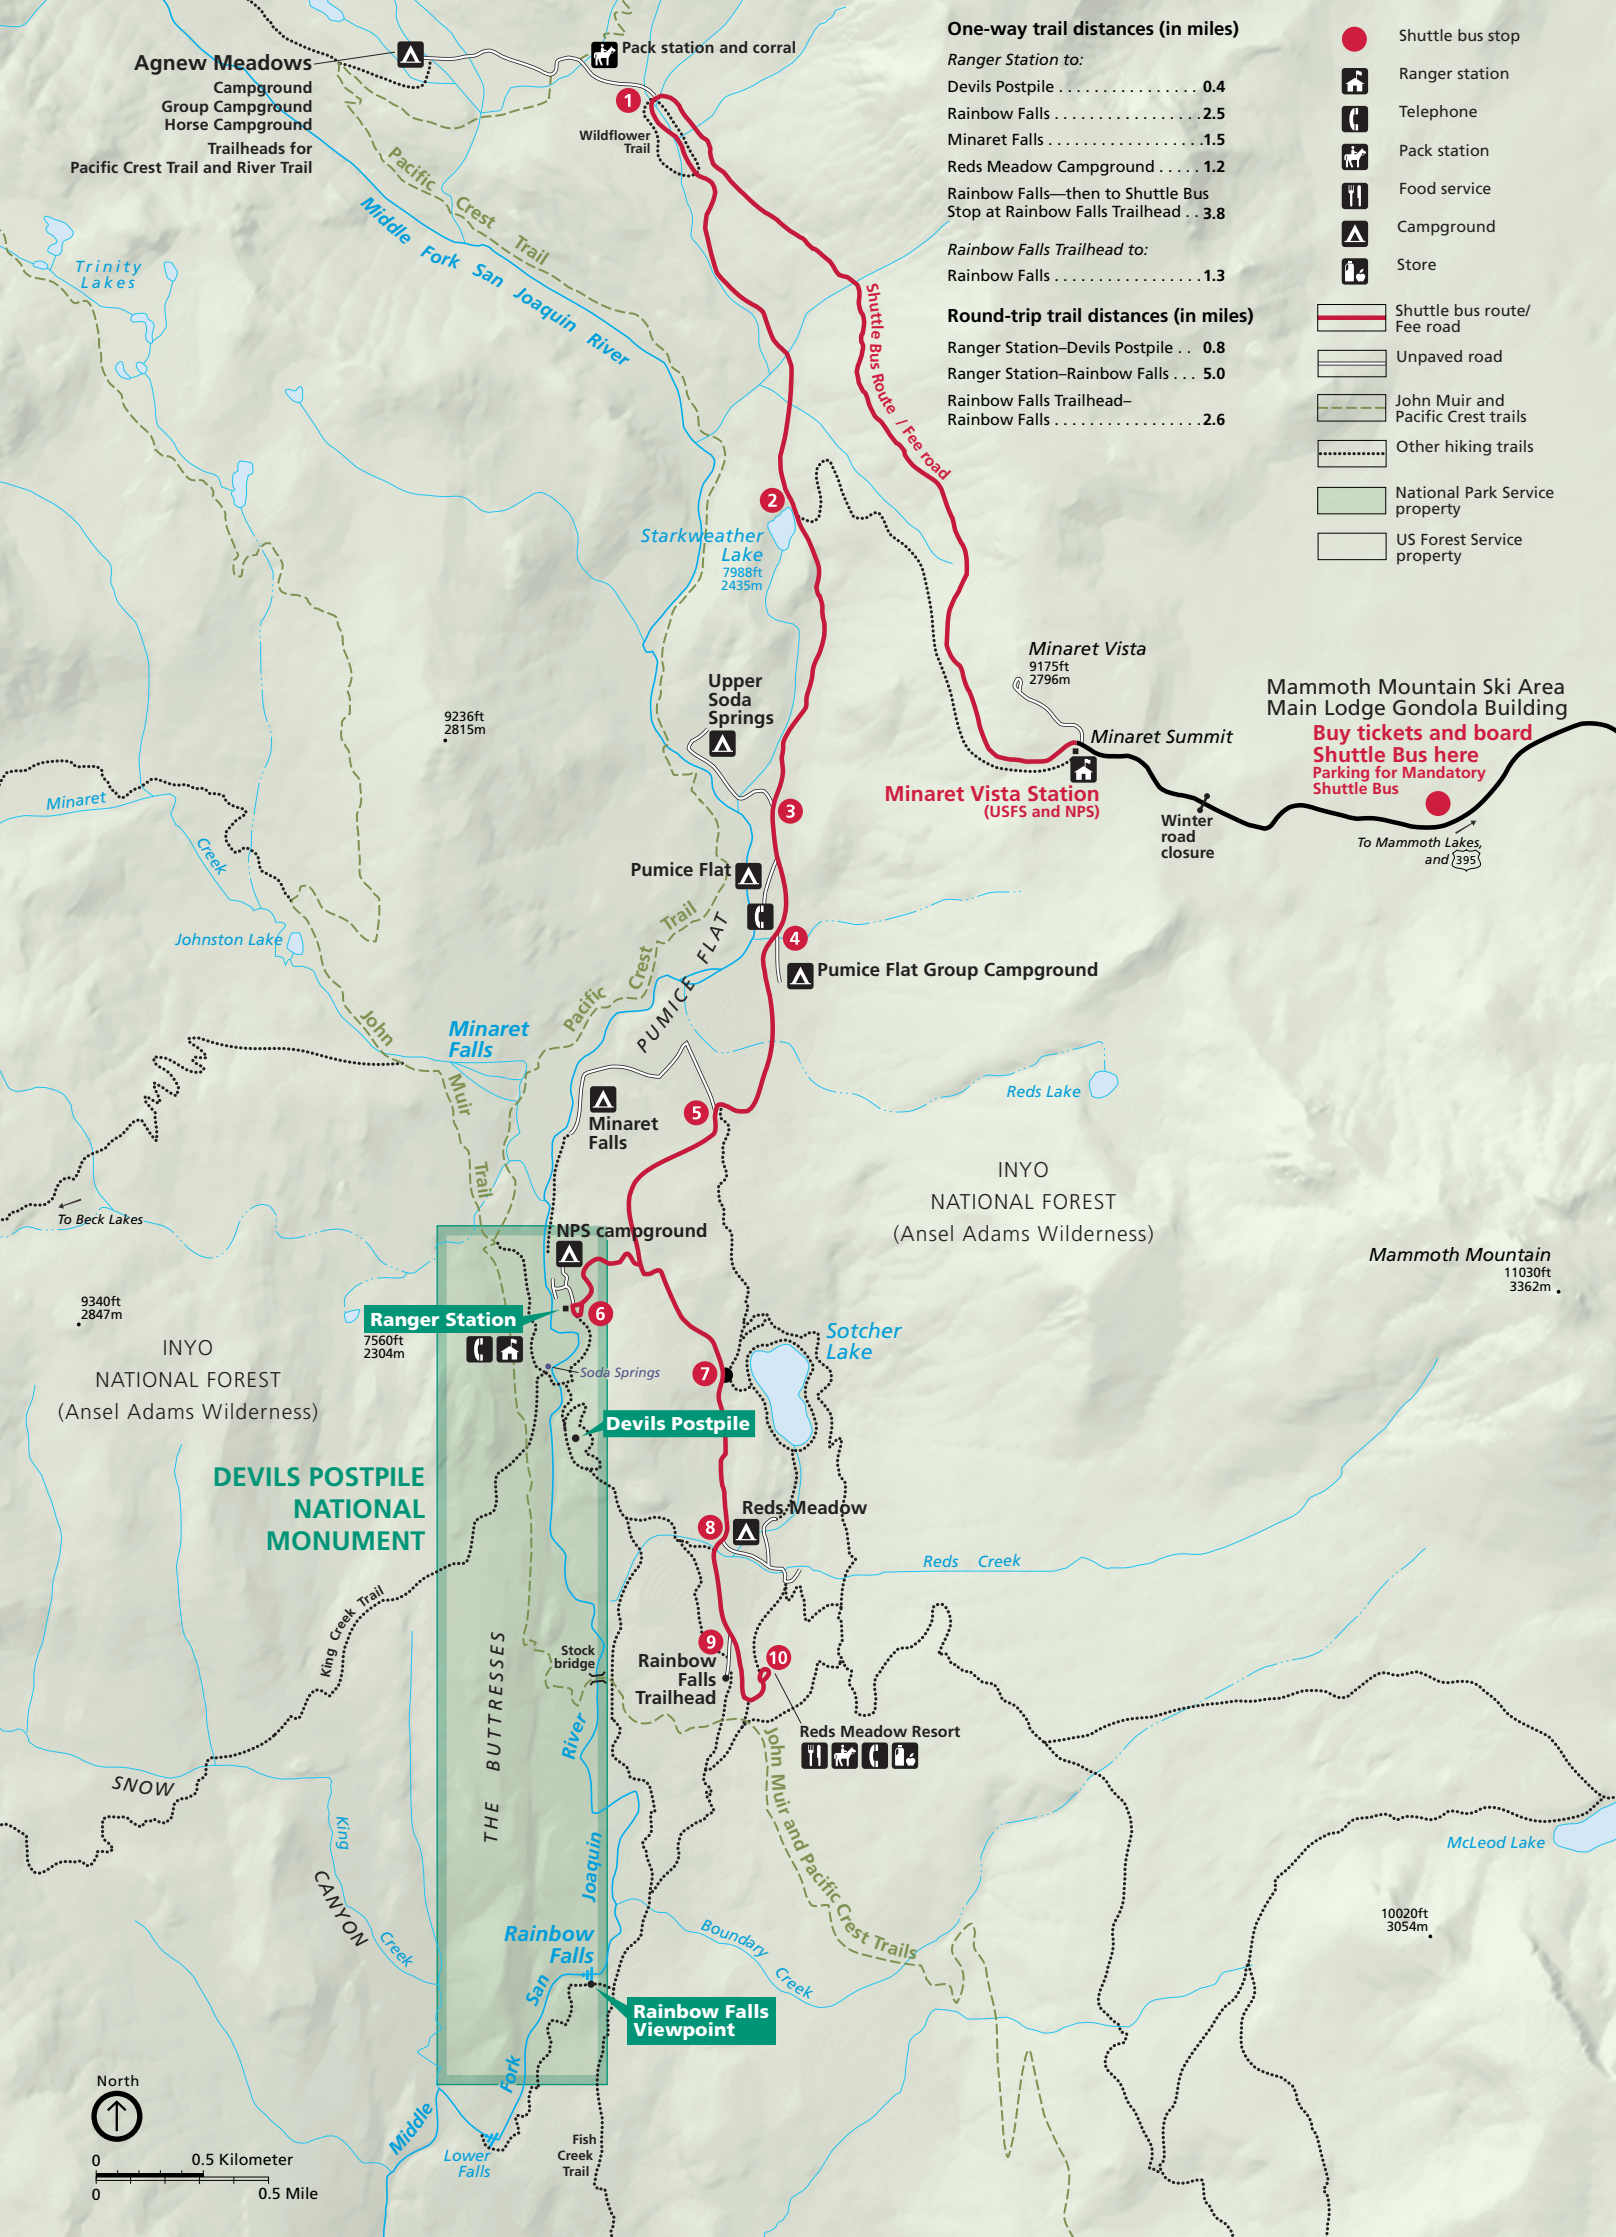 Agnew Meadows
Campground
Group Campground
Horse Campground
Trailheads for
Pacific Crest Trail and River Trail
Pack station and corral
1
Wildflower
Trail
Pacific Crest Trail
Middle Fork San Joaquin River
Trinity
Lakes
One-way trail distances (in miles)
Ranger Station to:
Devils Postpile . . . . . . . . . . . . . . . . 0.4
Rainbow Falls . . . . . . . . . . . . . . . . . 2.5
Minaret Falls . . . . . . . . . . . . . . . . . . 1.5
Reds Meadow Campground . . . . . 1.2
Rainbow Falls—then to Shuttle Bus
Stop at Rainbow Falls Trailhead . . 3.8
Rainbow Falls Trailhead to:
Rainbow Falls . . . . . . . . . . . . . . . . . 1.3
Round-trip trail distances (in miles)
Ranger Station–Devils Postpile . . 0.8
Ranger Station–Rainbow Falls . . . 5.0
Rainbow Falls Trailhead–
Rainbow Falls . . . . . . . . . . . . . . . . . 2.6
Shuttle bus stop
Ranger station
Telephone
Pack station
Food service
Campground
Store
Shuttle bus route/
Fee road
Unpaved road
John Muir and
Pacific Crest trails
Other hiking trails
National Park Service
property
US Forest Service
property
Shuttle Bus Route / Fee road
2
Starkweather
Lake
7988ft
2435m
Minaret Vista
9175ft
2796m
Minaret Summit
Mammoth Mountain Ski Area
Main Lodge Gondola Building
Buy tickets and board
Shuttle Bus here
Parking for Mandatory
Shuttle Bus
Minaret Vista Station
(USFS and NPS)
Winter
road
closure
To Mammoth Lakes,
and 395
Upper
Soda
Springs
9236ft
2815m
3
Minaret
Creek
Pumice Flat
4
Pumice Flat Group Campground
PUMICE FLAT
Pacific Crest Trail
Johnston Lake
John Muir Trail
Minaret
Falls
Reds Lake
5
Minaret
Falls
INYO
NATIONAL FOREST
(Ansel Adams Wilderness)
To Beck Lakes
NPS campground
Mammoth Mountain
11030ft
3362m
9340ft
2847m
Ranger Station
7560ft
2304m
6
INYO
NATIONAL FOREST
(Ansel Adams Wilderness)
Soda Springs
7
Sotcher
Lake
Devils Postpile
DEVILS POSTPILE
NATIONAL
MONUMENT
Reds Meadow
8
Reds Creek
King Creek Trail
THE BUTTRESSES
Stock
bridge
9
Rainbow
Falls
Trailhead
10
Reds Meadow Resort
John Muir and Pacific Crest Trails
SNOW
CANYON
King
Creek
McLeod Lake
10020ft
3054m
Boundary
Creek
Rainbow
Falls
Rainbow Falls
Viewpoint
Middle Fork San Joaquin River
Lower
Falls
Fish
Creek
Trail
North
0 0.5 Kilometer
0 0.5 Mile